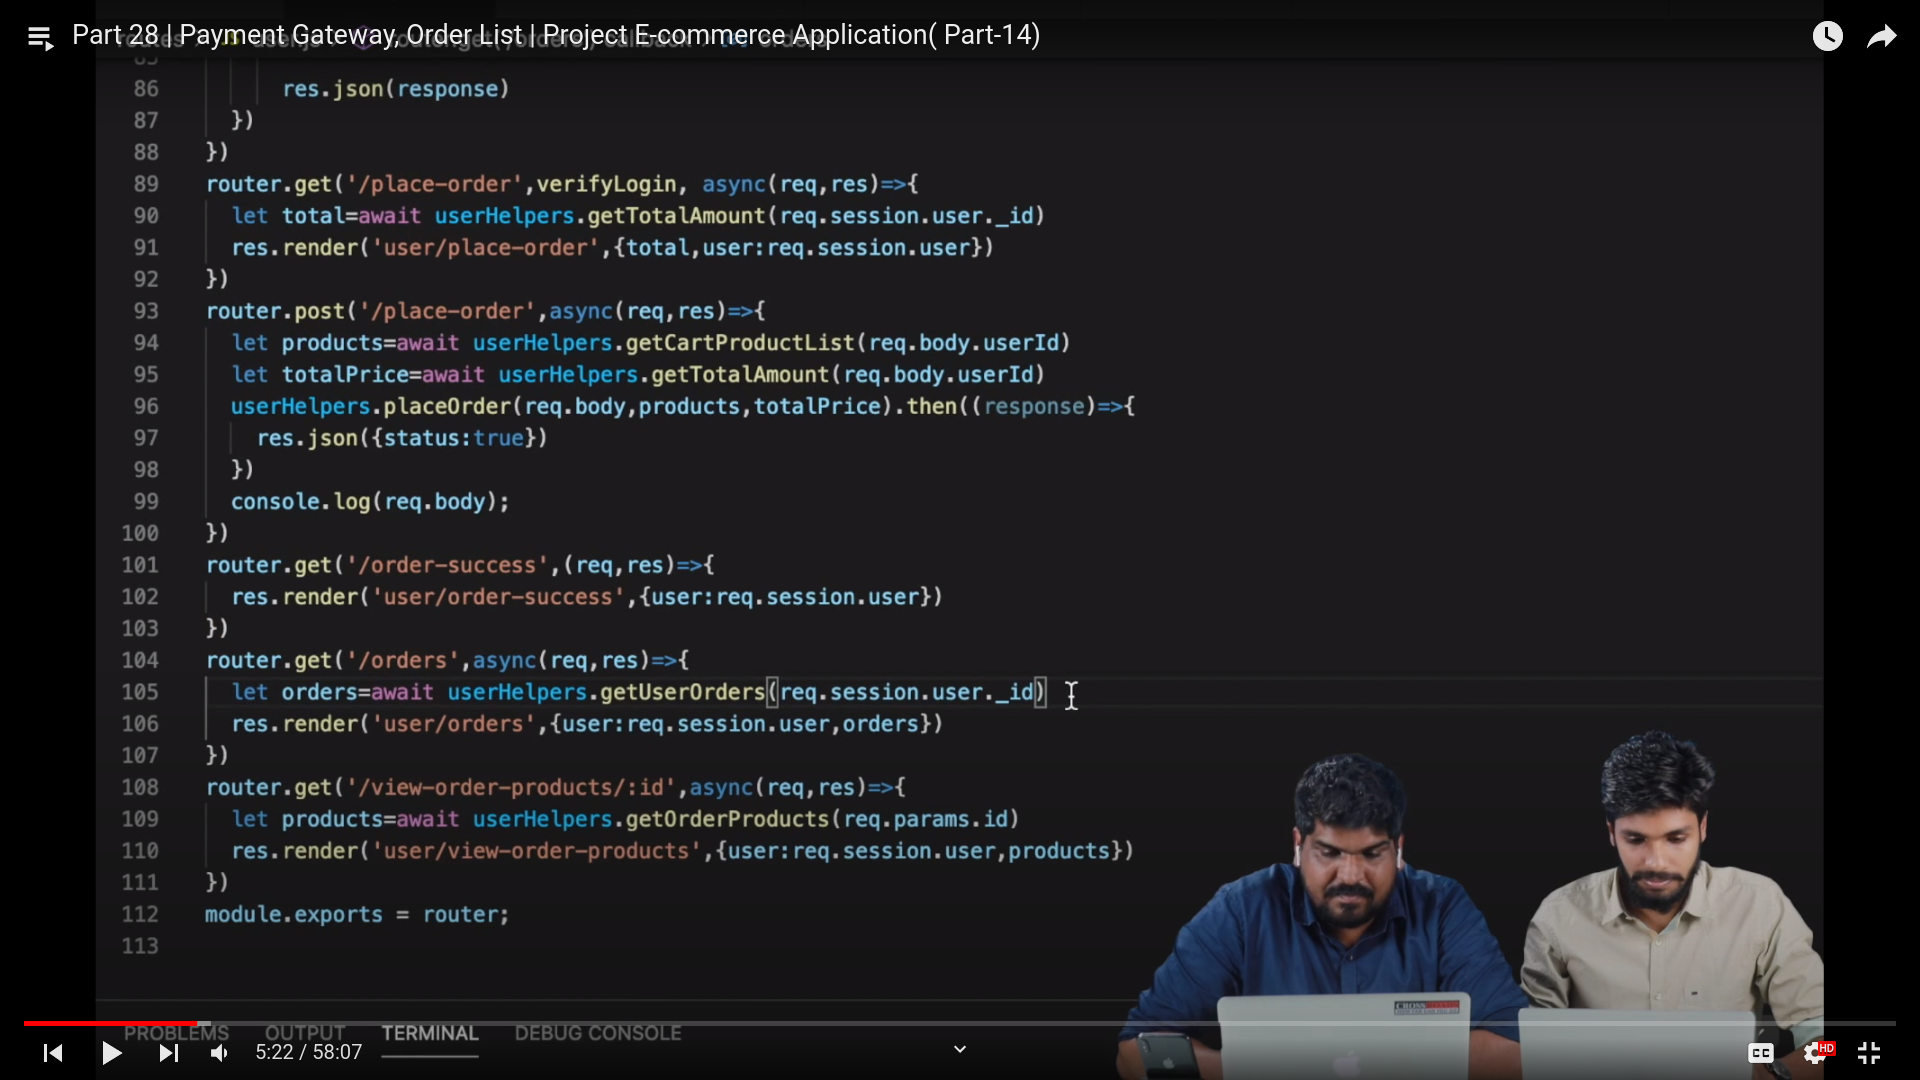 Part 28 | Payment Gateway, Order List | Project E-commerce Application( Part-14)
85
86 res.json(response)
87 })
88 })
89 router.get('/place-order',verifyLogin, async(req,res)=>{
90 let total=await userHelpers.getTotalAmount(req.session.user._id)
91 res.render('user/place-order',{total,user:req.session.user})
92 })
93 router.post('/place-order',async(req,res)=>{
94 let products=await userHelpers.getCartProductList(req.body.userId)
95 let totalPrice=await userHelpers.getTotalAmount(req.body.userId)
96 userHelpers.placeOrder(req.body,products,totalPrice).then((response)=>{
97 res.json({status:true})
98 })
99 console.log(req.body);
100 })
101 router.get('/order-success',(req,res)=>{
102 res.render('user/order-success',{user:req.session.user})
103 })
104 router.get('/orders',async(req,res)=>{
105 let orders=await userHelpers.getUserOrders(req.session.user._id)
106 res.render('user/orders',{user:req.session.user,orders})
107 })
108 router.get('/view-order-products/:id',async(req,res)=>{
109 let products=await userHelpers.getOrderProducts(req.params.id)
110 res.render('user/view-order-products',{user:req.session.user,products})
111 })
112 module.exports = router;
113
PROBLEMS OUTPUT TERMINAL DEBUG CONSOLE
5:22 / 58:07 CC HD